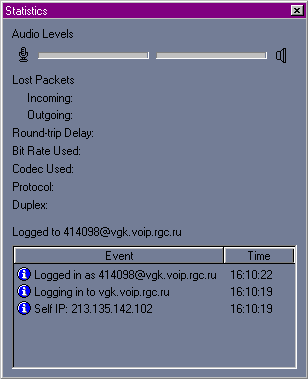 Statistics
Audio Levels
Lost Packets
Incoming:
Outgoing:
Round-trip Delay:
Bit Rate Used:
Codec Used:
Protocol:
Duplex:
Logged to 414098@vgk.voip.rgc.ru
Event Time
Logged in as 414098@vgk.voip.rgc.ru 16:10:22
Logging in to vgk.voip.rgc.ru 16:10:19
Self IP: 213.135.142.102 16:10:19